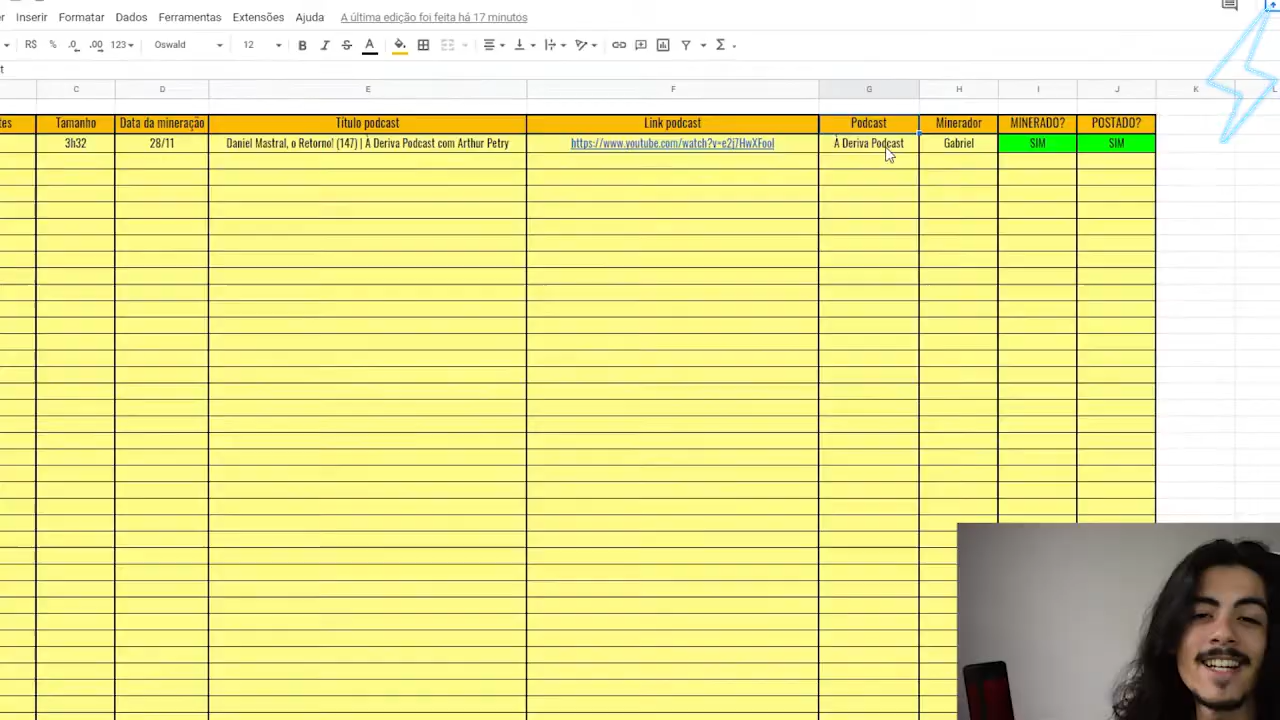 Inserir Formatar Dados Ferramentas Extensões Ajuda A última edição foi feita há 17 minutos
R$ % .0 .00 123 Oswald 12 B I S A
C D E F G H I J K L
Tamanho Data da mineração Título podcast Link podcast Podcast Minerador MINERADO? POSTADO?
3h32 28/11 Daniel Mastral, o Retorno! (147) | À Deriva Podcast com Arthur Petry https://www.youtube.com/watch?v=e2j7HwXFooI À Deriva Podcast Gabriel SIM SIM